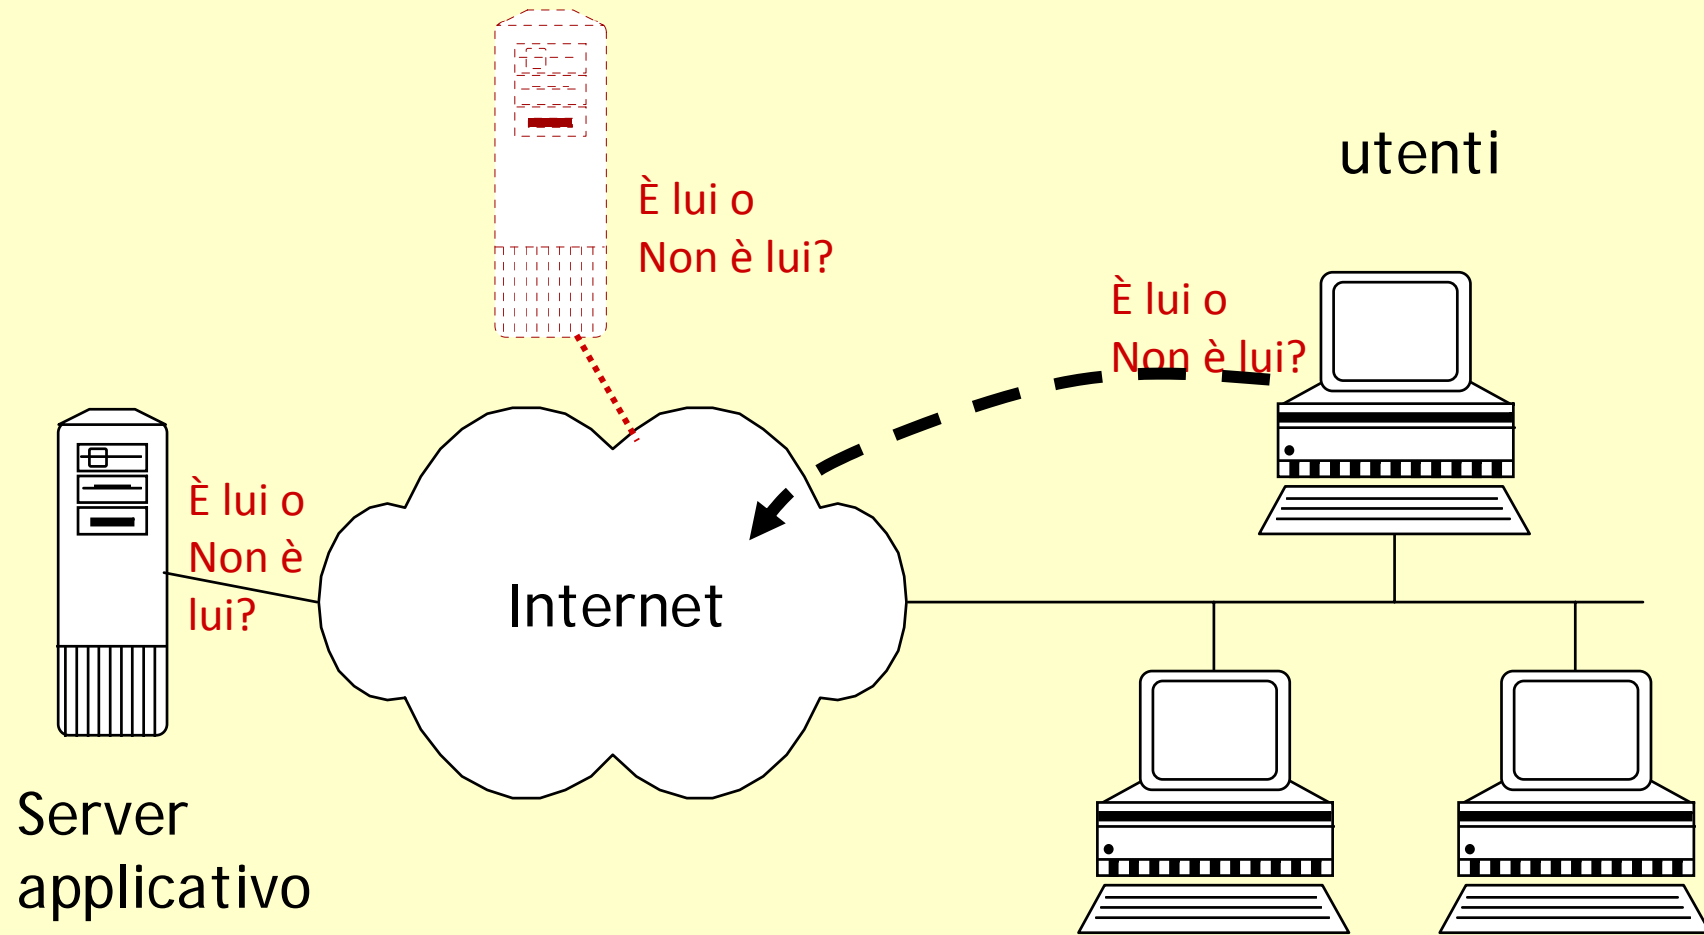 utenti
È lui o
Non è lui?
È lui o
Non è lui?
È lui o
Non è
lui?
Internet
Server
applicativo